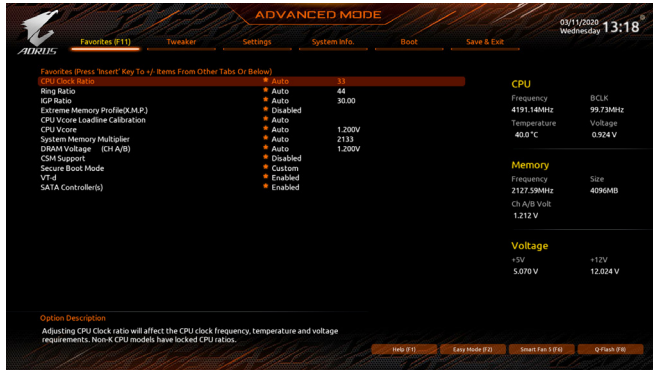 ADVANCED MODE
03/11/2020
Wednesday 13:18
AORUS
Favorites (F11) Tweaker Settings System Info. Boot Save & Exit
Favorites (Press 'Insert' Key To +/- Items From Other Tabs Or Below)
CPU Clock Ratio * Auto 33
Ring Ratio * Auto 44
IGP Ratio * Auto 30.00
Extreme Memory Profile(X.M.P.) * Disabled
CPU Vcore Loadline Calibration * Auto
CPU Vcore * Auto 1.200V
System Memory Multiplier * Auto 2133
DRAM Voltage (CH A/B) * Auto 1.200V
CSM Support * Disabled
Secure Boot Mode * Custom
VT-d * Enabled
SATA Controller(s) * Enabled
CPU
Frequency BCLK
4191.14MHz 99.73MHz
Temperature Voltage
40.0 °C 0.924 V
Memory
Frequency Size
2127.59MHz 4096MB
Ch A/B Volt
1.212 V
Voltage
+5V +12V
5.070 V 12.024 V
Option Description
Adjusting CPU Clock ratio will affect the CPU clock frequency, temperature and voltage
requirements. Non-K CPU models have locked CPU ratios.
Help (F1) Easy Mode (F2) Smart Fan 5 (F6) Q-Flash (F8)